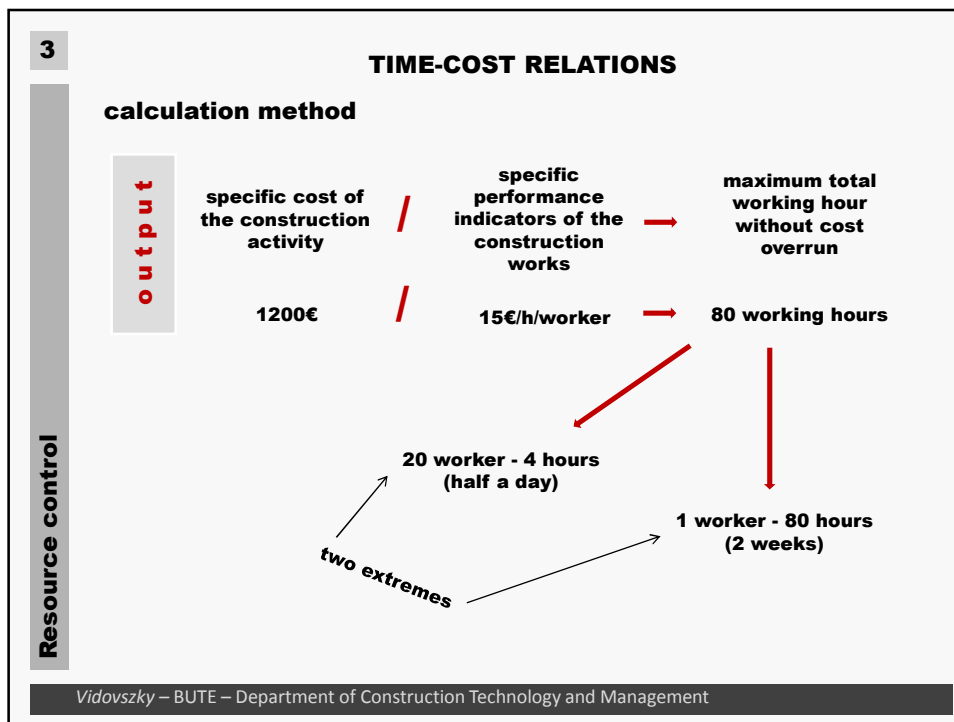 3
TIME-COST RELATIONS
calculation method
output
specific cost of
the construction
activity
/
specific
performance
indicators of the
construction
works
maximum total
working hour
without cost
overrun
1200€
/
15€/h/worker
80 working hours
20 worker - 4 hours
(half a day)
1 worker - 80 hours
(2 weeks)
two extremes
Resource control
Vidovszky – BUTE – Department of Construction Technology and Management